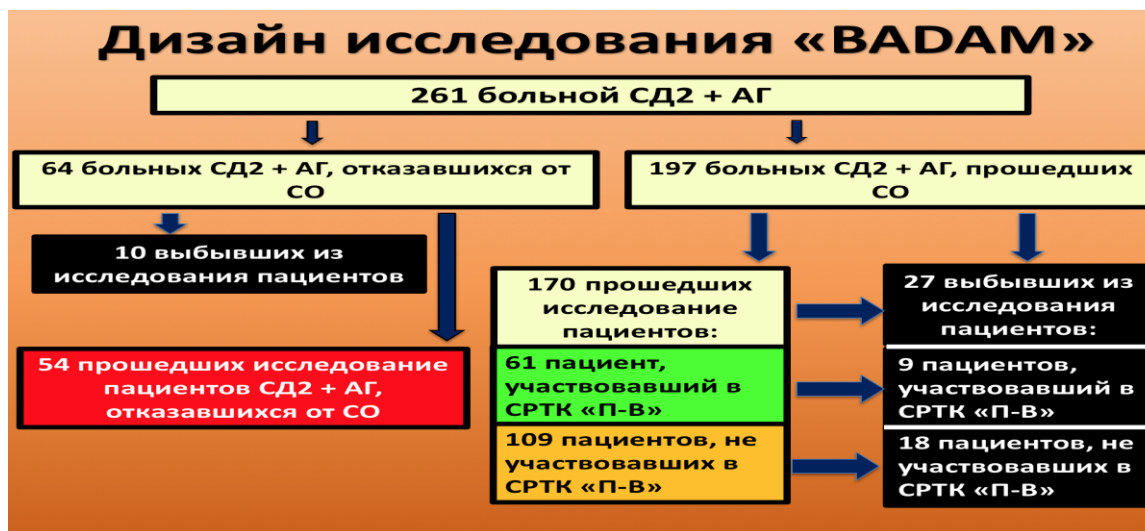 Дизайн исследования «BADAM»
261 больной СД2 + АГ
64 больных СД2 + АГ, отказавшихся от
СО
197 больных СД2 + АГ, прошедших
СО
10 выбывших из
исследования пациентов
54 прошедших исследование
пациентов СД2 + АГ,
отказавшихся от СО
170 прошедших
исследование
пациентов:
61 пациент,
участвовавший в
СРТК «П-В»
109 пациентов, не
участвовавших в
СРТК «П-В»
27 выбывших из
исследования
пациентов:
9 пациентов,
участвовавший в
СРТК «П-В»
18 пациентов, не
участвовавших в
СРТК «П-В»